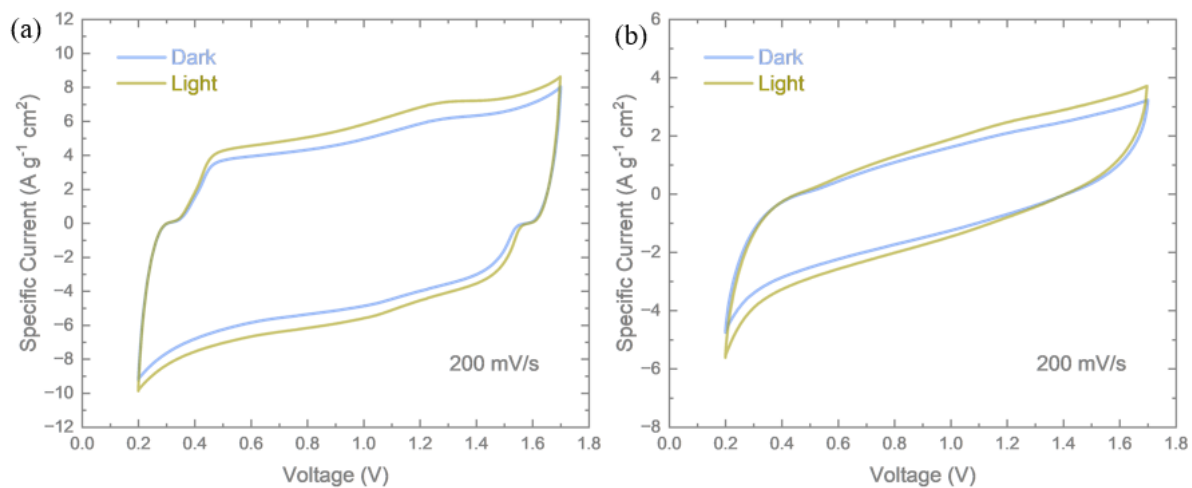 (a)
12
10
8
6
4
2
0
−2
−4
−6
−8
−10
−12
Specific Current (A g⁻¹ cm²)
Dark
Light
200 mV/s
0.0 0.2 0.4 0.6 0.8 1.0 1.2 1.4 1.6 1.8
Voltage (V)
(b)
6
4
2
0
−2
−4
−6
−8
Specific Current (A g⁻¹ cm²)
Dark
Light
200 mV/s
0.0 0.2 0.4 0.6 0.8 1.0 1.2 1.4 1.6 1.8
Voltage (V)